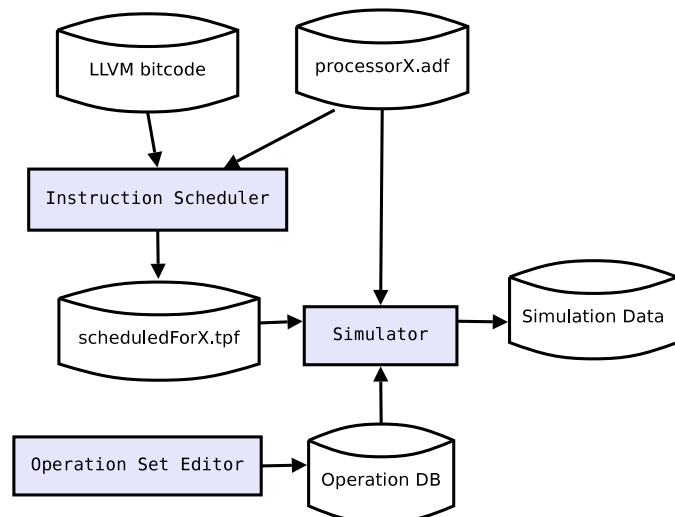 LLVM bitcode
processorX.adf
Instruction Scheduler
scheduledForX.tpf
Simulator
Simulation Data
Operation Set Editor
Operation DB